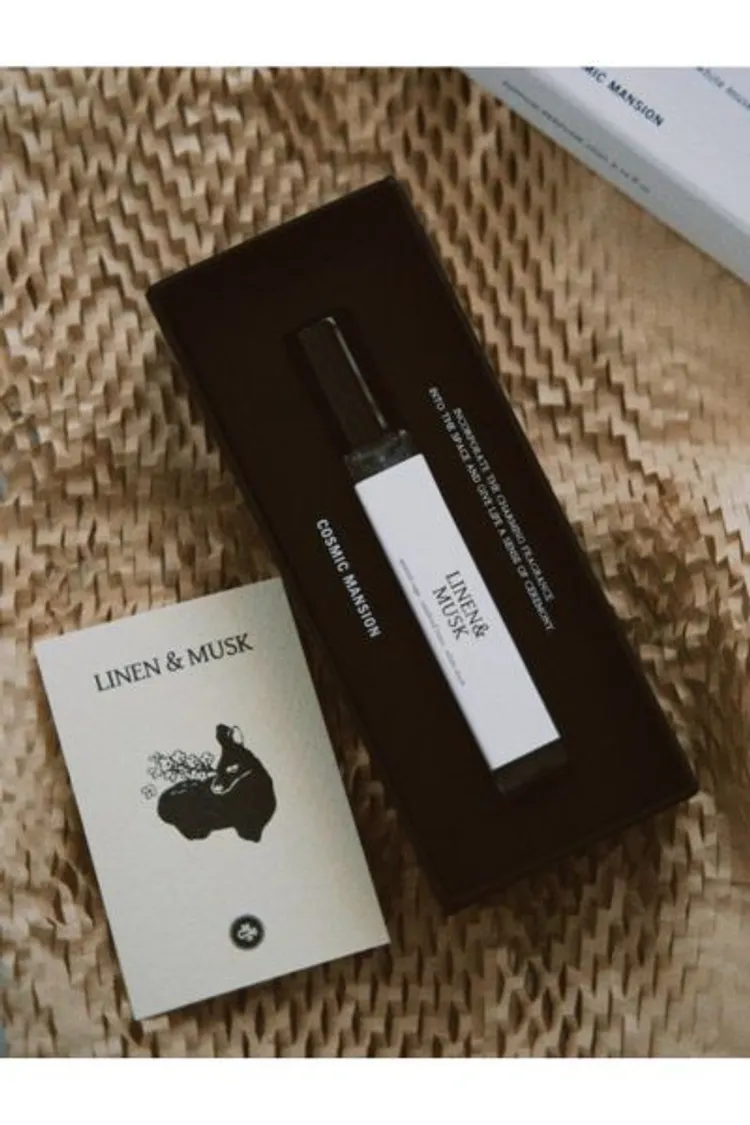 MIC MANSION
INCORPORATE THE CHARMING FRAGRANCE
INTO THE SPACE AND GIVE LIFE A SENSE OF CEREMONY
COSMIC MANSION
LINEN&
MUSK
LINEN & MUSK